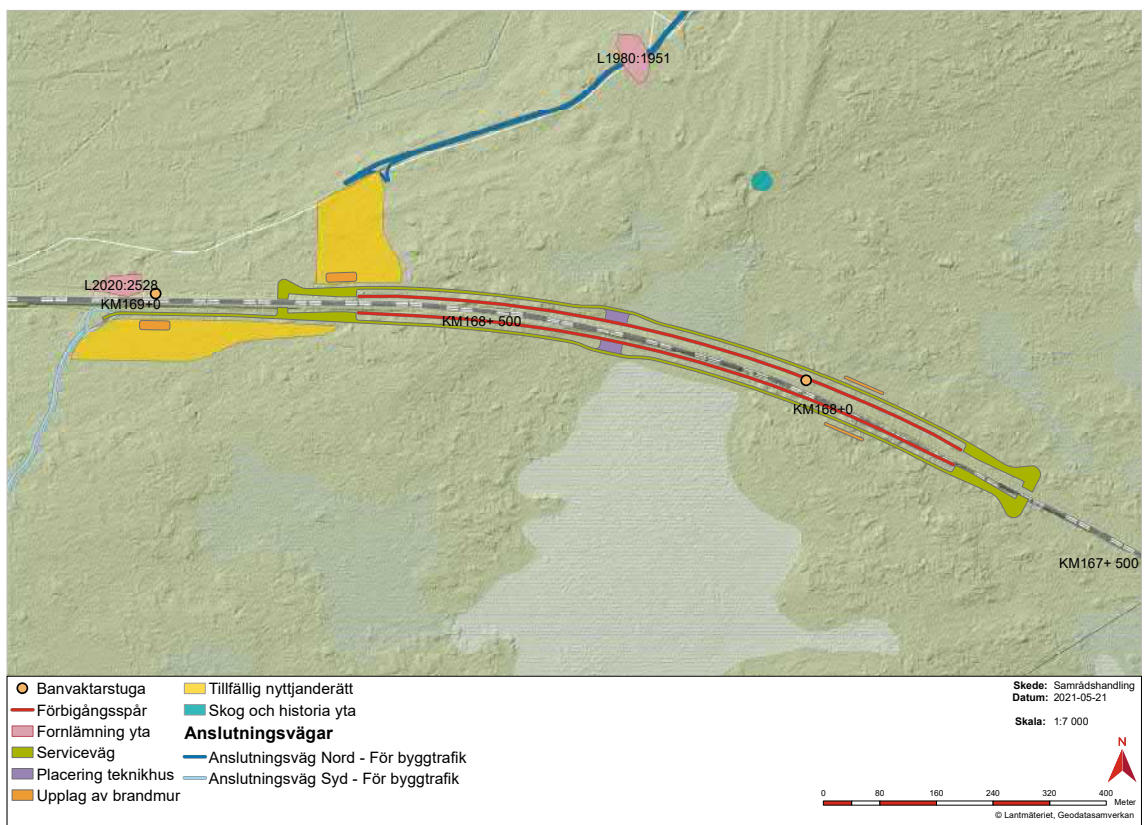 L1980:1951
L2020:2528
KM169+0
KM168+ 500
KM168+0
KM167+ 500
Banvaktarstuga
Förbigångsspår
Fornlämning yta
Serviceväg
Placering teknikhus
Upplag av brandmur
Tillfällig nyttjanderätt
Skog och historia yta
Anslutningsvägar
Anslutningsväg Nord - För byggtrafik
Anslutningsväg Syd - För byggtrafik
Skede: Samrådshandling
Datum: 2021-05-21
Skala: 1:7 000
N
0 80 160 240 320 400
Meter
© Lantmäteriet, Geodatasamverkan